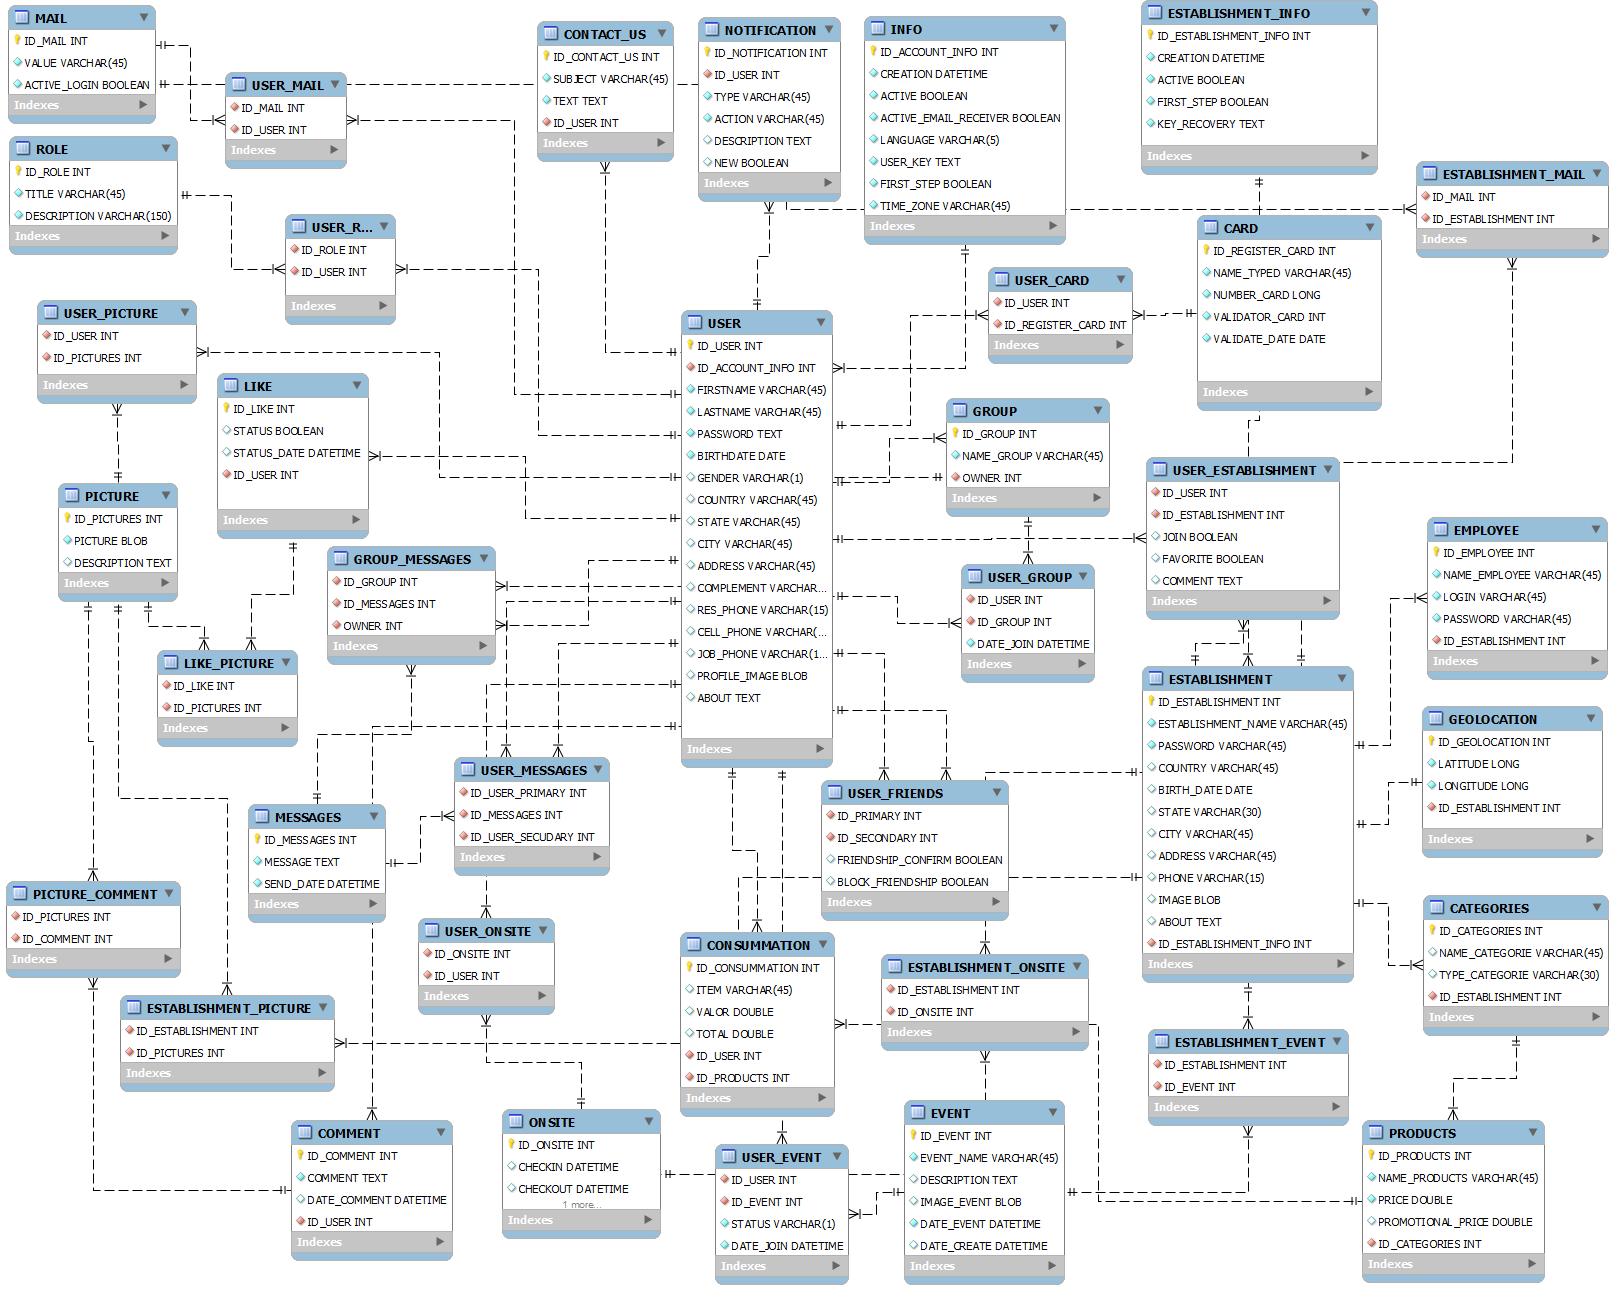 MAIL
ID_MAIL INT
VALUE VARCHAR(45)
ACTIVE_LOGIN BOOLEAN
Indexes
USER_MAIL
ID_MAIL INT
ID_USER INT
Indexes
CONTACT_US
ID_CONTACT_US INT
SUBJECT VARCHAR(45)
TEXT TEXT
ID_USER INT
Indexes
NOTIFICATION
ID_NOTIFICATION INT
ID_USER INT
TYPE VARCHAR(45)
ACTION VARCHAR(45)
DESCRIPTION TEXT
NEW BOOLEAN
Indexes
INFO
ID_ACCOUNT_INFO INT
CREATION DATETIME
ACTIVE BOOLEAN
ACTIVE_EMAIL_RECEIVER BOOLEAN
LANGUAGE VARCHAR(5)
USER_KEY TEXT
FIRST_STEP BOOLEAN
TIME_ZONE VARCHAR(45)
Indexes
ESTABLISHMENT_INFO
ID_ESTABLISHMENT_INFO INT
CREATION DATETIME
ACTIVE BOOLEAN
FIRST_STEP BOOLEAN
KEY_RECOVERY TEXT
Indexes
ESTABLISHMENT_MAIL
ID_MAIL INT
ID_ESTABLISHMENT INT
Indexes
ROLE
ID_ROLE INT
TITLE VARCHAR(45)
DESCRIPTION VARCHAR(150)
Indexes
USER_R...
ID_ROLE INT
ID_USER INT
Indexes
CARD
ID_REGISTER_CARD INT
NAME_TYPED VARCHAR(45)
NUMBER_CARD LONG
VALIDATOR_CARD INT
VALIDATE_DATE DATE
Indexes
USER_CARD
ID_USER INT
ID_REGISTER_CARD INT
Indexes
USER_PICTURE
ID_USER INT
ID_PICTURES INT
Indexes
LIKE
ID_LIKE INT
STATUS BOOLEAN
STATUS_DATE DATETIME
ID_USER INT
Indexes
USER
ID_USER INT
ID_ACCOUNT_INFO INT
FIRSTNAME VARCHAR(45)
LASTNAME VARCHAR(45)
PASSWORD TEXT
BIRTHDATE DATE
GENDER VARCHAR(1)
COUNTRY VARCHAR(45)
STATE VARCHAR(45)
CITY VARCHAR(45)
ADDRESS VARCHAR(45)
COMPLEMENT VARCHAR...
RES_PHONE VARCHAR(15)
CELL_PHONE VARCHAR(...
JOB_PHONE VARCHAR(1...
PROFILE_IMAGE BLOB
ABOUT TEXT
Indexes
GROUP
ID_GROUP INT
NAME_GROUP VARCHAR(45)
OWNER INT
Indexes
USER_ESTABLISHMENT
ID_USER INT
ID_ESTABLISHMENT INT
JOIN BOOLEAN
FAVORITE BOOLEAN
COMMENT TEXT
Indexes
PICTURE
ID_PICTURES INT
PICTURE BLOB
DESCRIPTION TEXT
Indexes
GROUP_MESSAGES
ID_GROUP INT
ID_MESSAGES INT
OWNER INT
Indexes
USER_GROUP
ID_USER INT
ID_GROUP INT
DATE_JOIN DATETIME
Indexes
EMPLOYEE
ID_EMPLOYEE INT
NAME_EMPLOYEE VARCHAR(45)
LOGIN VARCHAR(45)
PASSWORD VARCHAR(45)
ID_ESTABLISHMENT INT
Indexes
LIKE_PICTURE
ID_LIKE INT
ID_PICTURES INT
Indexes
ESTABLISHMENT
ID_ESTABLISHMENT INT
ESTABLISHMENT_NAME VARCHAR(45)
PASSWORD VARCHAR(45)
COUNTRY VARCHAR(45)
BIRTH_DATE DATE
STATE VARCHAR(30)
CITY VARCHAR(45)
ADDRESS VARCHAR(45)
PHONE VARCHAR(15)
IMAGE BLOB
ABOUT TEXT
ID_ESTABLISHMENT_INFO INT
Indexes
GEOLOCATION
ID_GEOLOCATION INT
LATITUDE LONG
LONGITUDE LONG
ID_ESTABLISHMENT INT
Indexes
USER_MESSAGES
ID_USER_PRIMARY INT
ID_MESSAGES INT
ID_USER_SECUDARY INT
Indexes
USER_FRIENDS
ID_PRIMARY INT
ID_SECONDARY INT
FRIENDSHIP_CONFIRM BOOLEAN
BLOCK_FRIENDSHIP BOOLEAN
Indexes
MESSAGES
ID_MESSAGES INT
MESSAGE TEXT
SEND_DATE DATETIME
Indexes
PICTURE_COMMENT
ID_PICTURES INT
ID_COMMENT INT
Indexes
CATEGORIES
ID_CATEGORIES INT
NAME_CATEGORIE VARCHAR(45)
TYPE_CATEGORIE VARCHAR(30)
ID_ESTABLISHMENT INT
Indexes
USER_ONSITE
ID_ONSITE INT
ID_USER INT
Indexes
CONSUMMATION
ID_CONSUMMATION INT
ITEM VARCHAR(45)
VALOR DOUBLE
TOTAL DOUBLE
ID_USER INT
ID_PRODUCTS INT
Indexes
ESTABLISHMENT_ONSITE
ID_ESTABLISHMENT INT
ID_ONSITE INT
Indexes
ESTABLISHMENT_PICTURE
ID_ESTABLISHMENT INT
ID_PICTURES INT
Indexes
ESTABLISHMENT_EVENT
ID_ESTABLISHMENT INT
ID_EVENT INT
Indexes
COMMENT
ID_COMMENT INT
COMMENT TEXT
DATE_COMMENT DATETIME
ID_USER INT
Indexes
ONSITE
ID_ONSITE INT
CHECKIN DATETIME
CHECKOUT DATETIME
1 more...
Indexes
USER_EVENT
ID_USER INT
ID_EVENT INT
STATUS VARCHAR(1)
DATE_JOIN DATETIME
Indexes
EVENT
ID_EVENT INT
EVENT_NAME VARCHAR(45)
DESCRIPTION TEXT
IMAGE_EVENT BLOB
DATE_EVENT DATETIME
DATE_CREATE DATETIME
Indexes
PRODUCTS
ID_PRODUCTS INT
NAME_PRODUCTS VARCHAR(45)
PRICE DOUBLE
PROMOTIONAL_PRICE DOUBLE
ID_CATEGORIES INT
Indexes